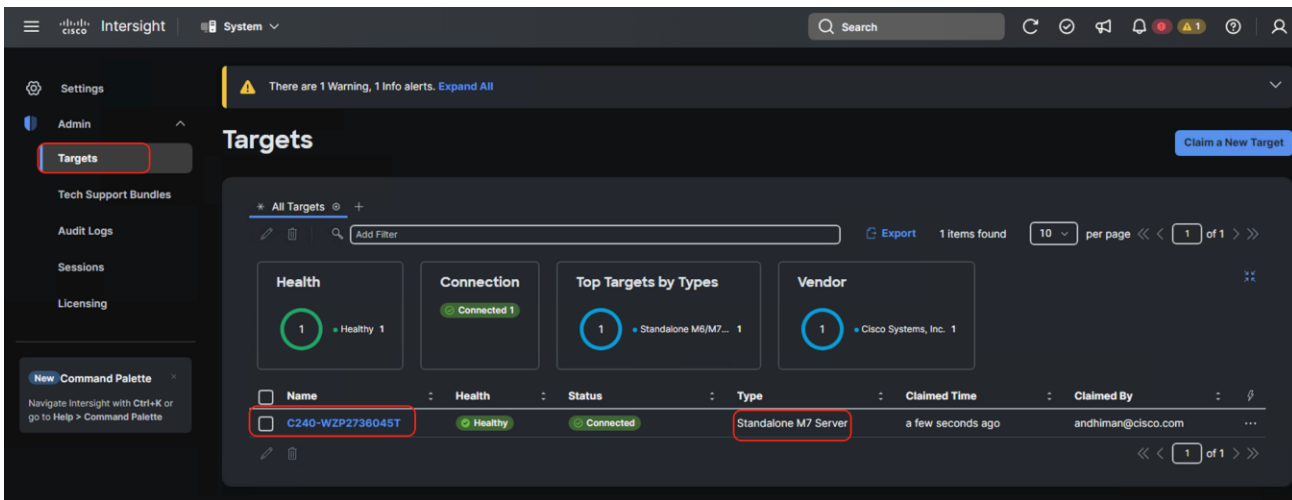 cisco Intersight System Search 1
Settings
Admin
Targets
Tech Support Bundles
Audit Logs
Sessions
Licensing
New Command Palette
Navigate Intersight with Ctrl+K or
go to Help > Command Palette
There are 1 Warning, 1 Info alerts. Expand All
Targets
Claim a New Target
All Targets
Add Filter Export 1 items found 10 per page 1 of 1
Health Connection Top Targets by Types Vendor
Connected 1
1 Healthy 1 1 Standalone M6/M7... 1 1 Cisco Systems, Inc. 1
Name Health Status Type Claimed Time Claimed By
C240-WZP2736045T Healthy Connected Standalone M7 Server a few seconds ago andhiman@cisco.com
1 of 1